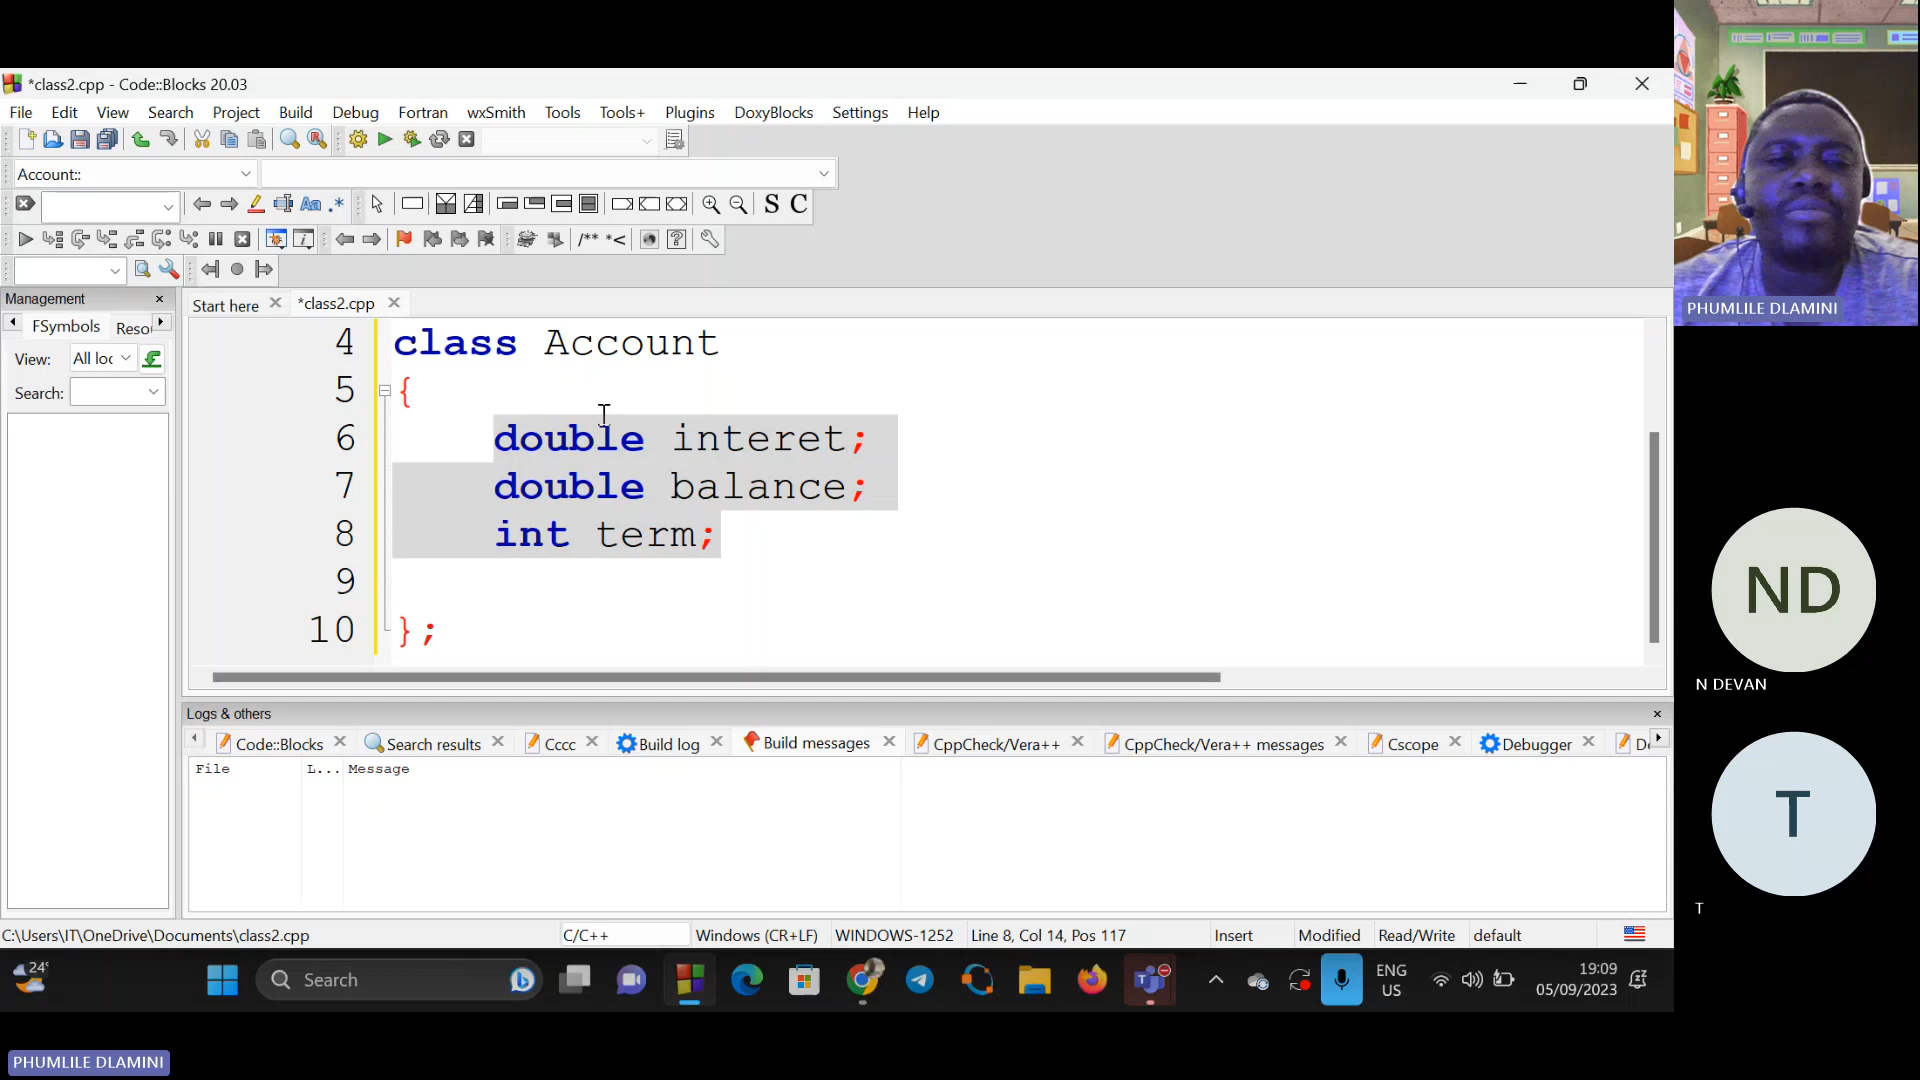 *class2.cpp - Code::Blocks 20.03
File Edit View Search Project Build Debug Fortran wxSmith Tools Tools+ Plugins DoxyBlocks Settings Help
Account::
Aa .* S C
/** *<
Management
Start here *class2.cpp
FSymbols Reso
View: All loc
Search:
4 class Account
5 {
6 double interet;
7 double balance;
8 int term;
9
10 };
Logs & others
Code::Blocks Search results Cccc Build log Build messages CppCheck/Vera++ CppCheck/Vera++ messages Cscope Debugger D
File L... Message
C:\Users\IT\OneDrive\Documents\class2.cpp C/C++ Windows (CR+LF) WINDOWS-1252 Line 8, Col 14, Pos 117 Insert Modified Read/Write default
24°
Search
ENG
US
19:09
05/09/2023
PHUMLILE DLAMINI
ND
N DEVAN
T
T
PHUMLILE DLAMINI